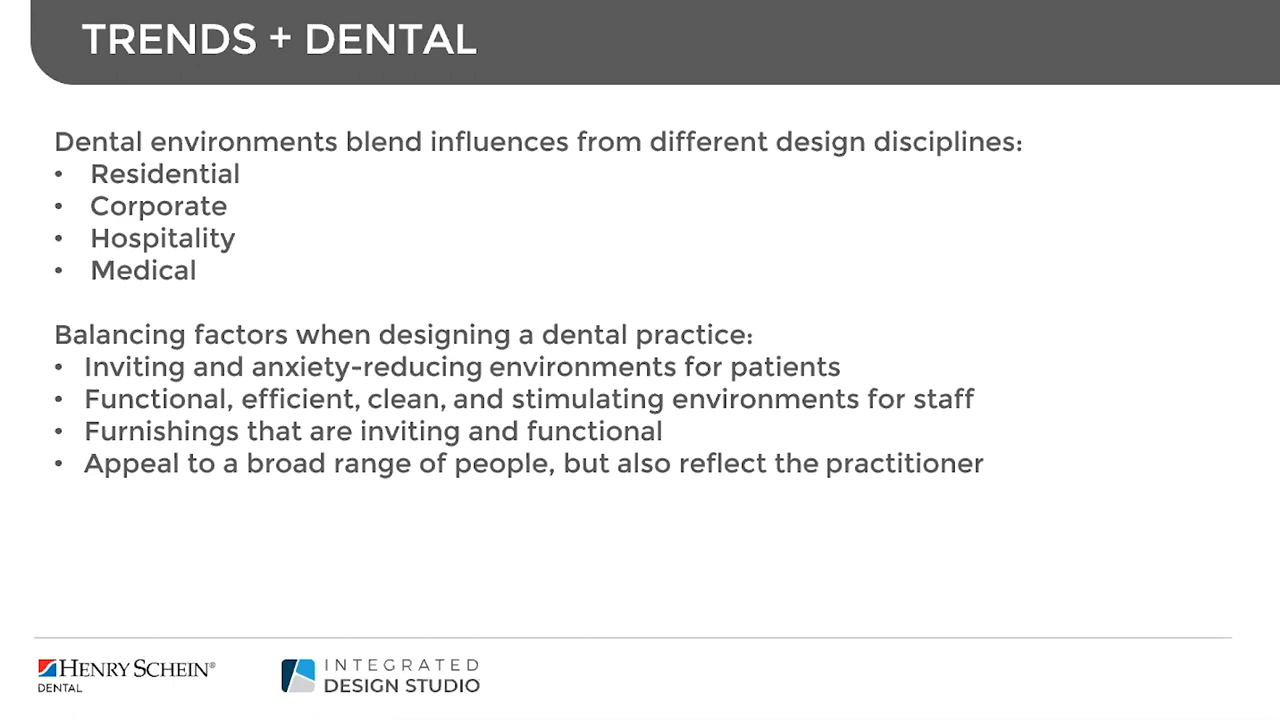 TRENDS + DENTAL
Dental environments blend influences from different design disciplines:
• Residential
• Corporate
• Hospitality
• Medical
Balancing factors when designing a dental practice:
• Inviting and anxiety-reducing environments for patients
• Functional, efficient, clean, and stimulating environments for staff
• Furnishings that are inviting and functional
• Appeal to a broad range of people, but also reflect the practitioner
HENRY SCHEIN®
DENTAL
INTEGRATED
DESIGN STUDIO